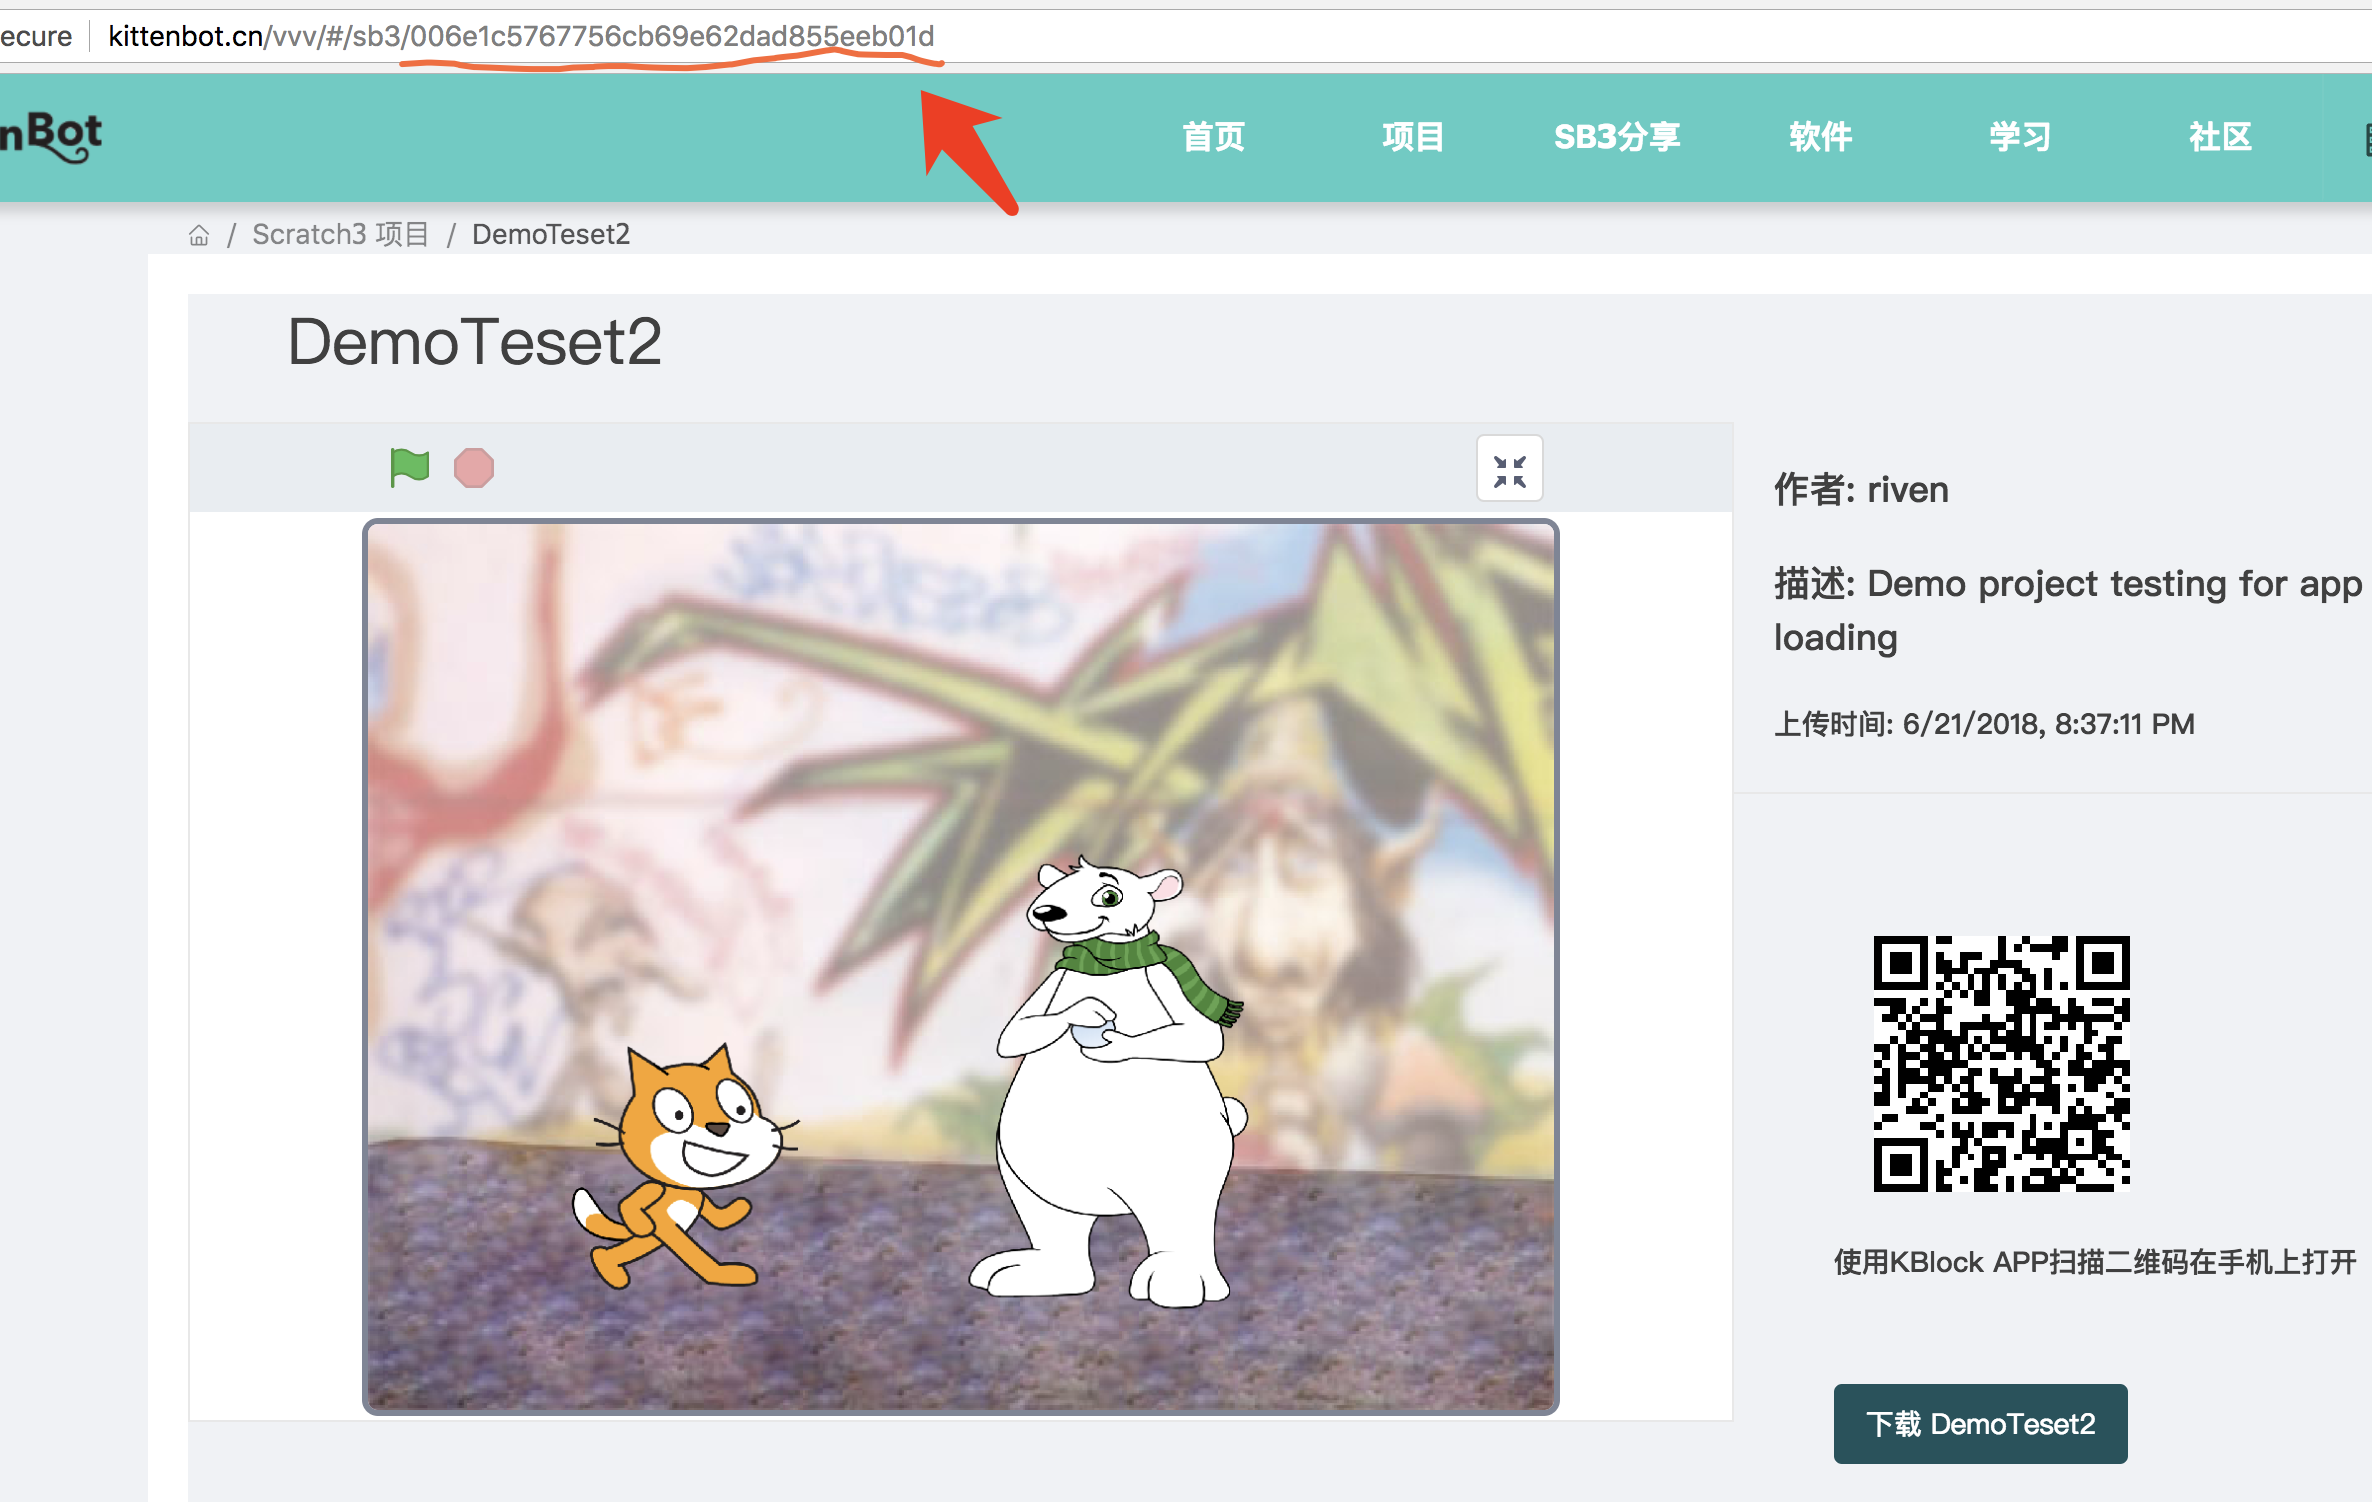 ecure kittenbot.cn/vvv/#/sb3/006e1c5767756cb69e62dad855eeb01d
nBot 首页 项目 SB3分享 软件 学习 社区
/ Scratch3 项目 / DemoTeset2
DemoTeset2
作者: riven
描述: Demo project testing for app
loading
上传时间: 6/21/2018, 8:37:11 PM
使用KBlock APP扫描二维码在手机上打开
下载 DemoTeset2